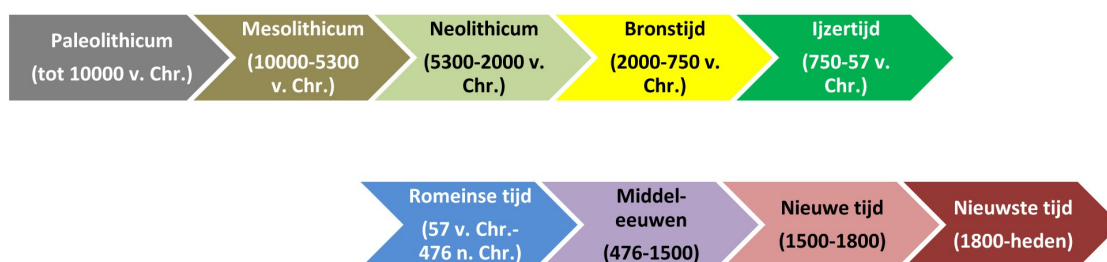 Paleolithicum
(tot 10000 v. Chr.)
Mesolithicum
(10000-5300
v. Chr.)
Neolithicum
(5300-2000 v.
Chr.)
Bronstijd
(2000-750 v.
Chr.)
Ijzertijd
(750-57 v.
Chr.)
Romeinse tijd
(57 v. Chr.-
476 n. Chr.)
Middel-
eeuwen
(476-1500)
Nieuwe tijd
(1500-1800)
Nieuwste tijd
(1800-heden)